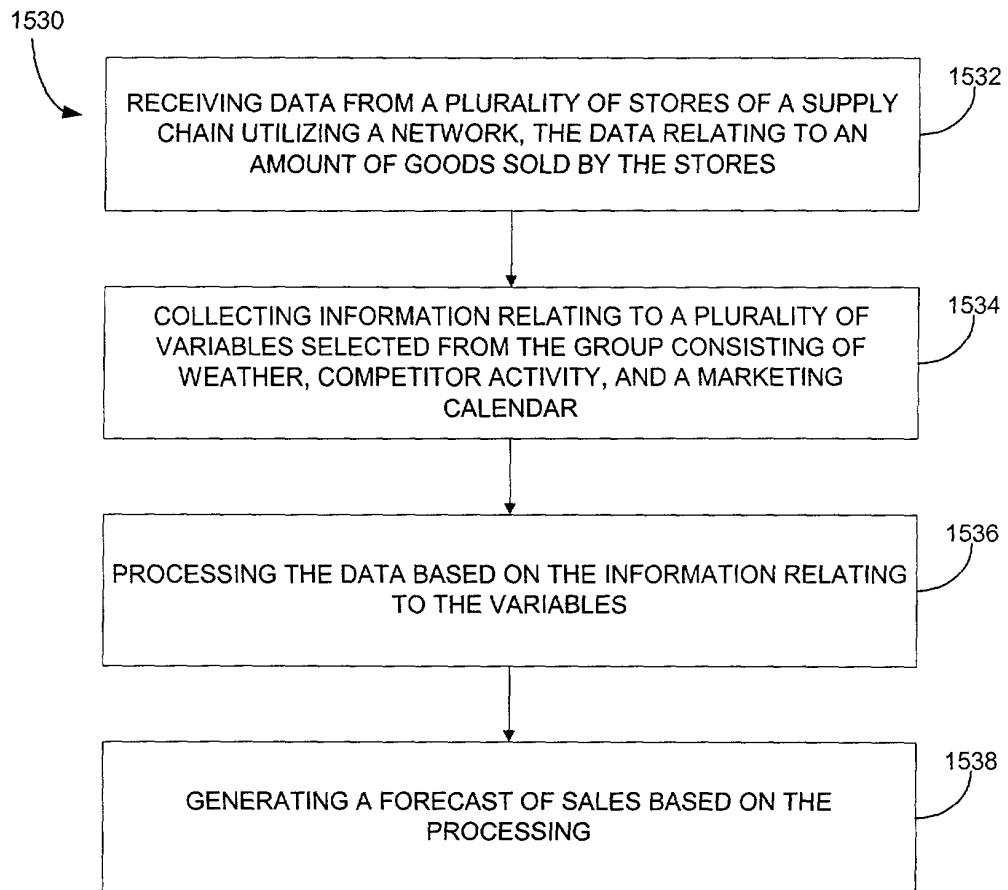 1530
1532
RECEIVING DATA FROM A PLURALITY OF STORES OF A SUPPLY
CHAIN UTILIZING A NETWORK, THE DATA RELATING TO AN
AMOUNT OF GOODS SOLD BY THE STORES
1534
COLLECTING INFORMATION RELATING TO A PLURALITY OF
VARIABLES SELECTED FROM THE GROUP CONSISTING OF
WEATHER, COMPETITOR ACTIVITY, AND A MARKETING
CALENDAR
1536
PROCESSING THE DATA BASED ON THE INFORMATION RELATING
TO THE VARIABLES
1538
GENERATING A FORECAST OF SALES BASED ON THE
PROCESSING